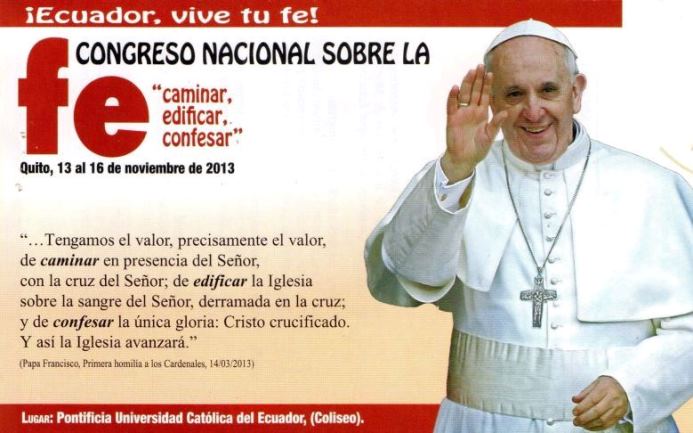 ¡Ecuador, vive tu fe!
CONGRESO NACIONAL SOBRE LA
fe
“caminar,
edificar,
confesar”
Quito, 13 al 16 de noviembre de 2013
“…Tengamos el valor, precisamente el valor,
de caminar en presencia del Señor,
con la cruz del Señor; de edificar la Iglesia
sobre la sangre del Señor, derramada en la cruz;
y de confesar la única gloria: Cristo crucificado.
Y así la Iglesia avanzará.”
(Papa Francisco, Primera homilía a los Cardenales, 14/03/2013)
LUGAR: Pontificia Universidad Católica del Ecuador, (Coliseo).